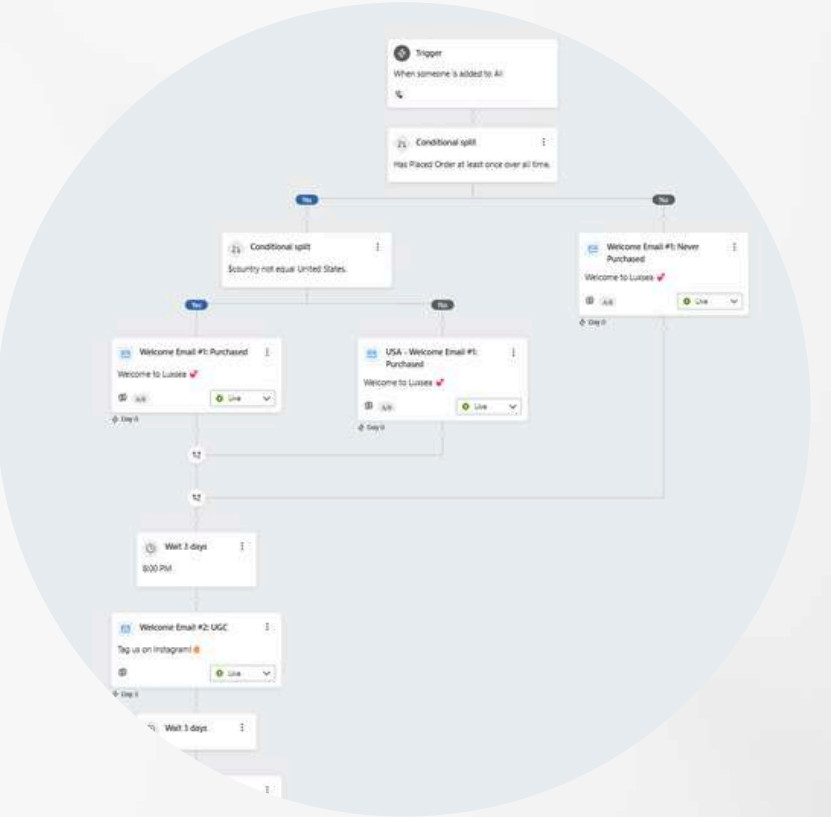 Trigger
When someone is added to All
Conditional split
Has Placed Order at least once over all time.
Yes
No
Conditional split
$country not equal United States.
Welcome Email #1: Never
Purchased
Welcome to Luxsea 💕
A/B
Live
Day 0
Yes
No
Welcome Email #1: Purchased
Welcome to Luxsea 💕
A/B
Live
Day 0
USA - Welcome Email #1:
Purchased
Welcome to Luxsea 💕
A/B
Live
Day 0
Wait 3 days
8:00 PM
Welcome Email #2: UGC
Tag us on Instagram!
Live
Day 3
Wait 3 days